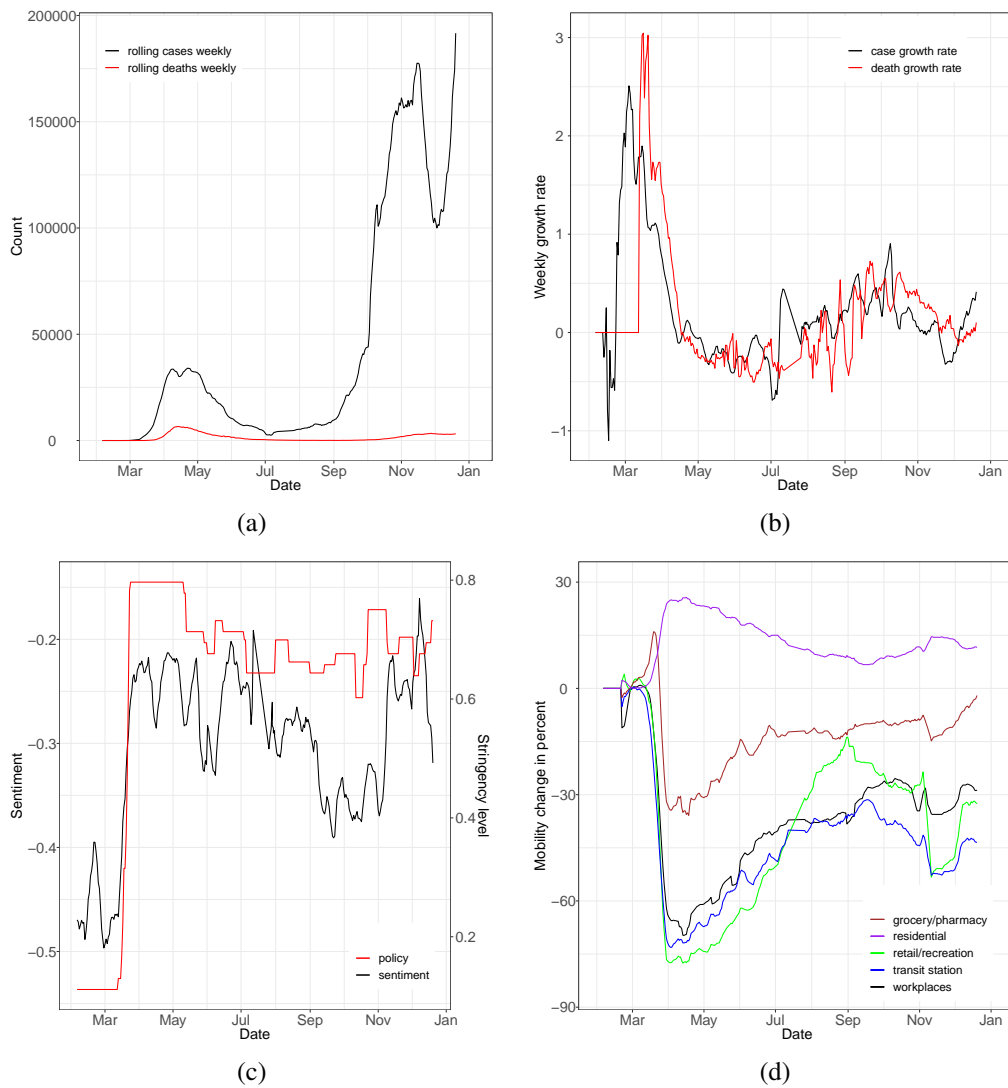 200000
150000
100000
50000
0
Count
rolling cases weekly
rolling deaths weekly
Mar May Jul Sep Nov Jan
Date
(a)
3
2
1
0
−1
Weekly growth rate
case growth rate
death growth rate
Mar May Jul Sep Nov Jan
Date
(b)
−0.2
−0.3
−0.4
−0.5
Sentiment
0.8
0.6
0.4
0.2
Stringency level
policy
sentiment
Mar May Jul Sep Nov Jan
Date
(c)
30
0
−30
−60
−90
Mobility change in percent
grocery/pharmacy
residential
retail/recreation
transit station
workplaces
Mar May Jul Sep Nov Jan
Date
(d)